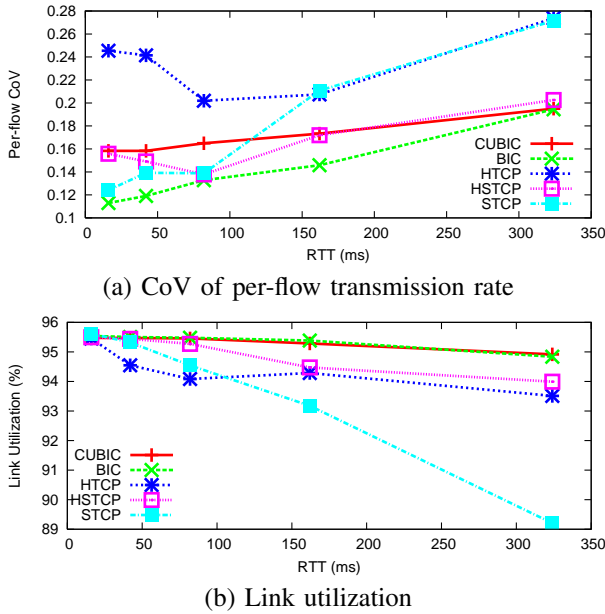 0.28
0.26
0.24
0.22
0.2
0.18
0.16
0.14
0.12
0.1
Per-flow CoV
CUBIC
BIC
HTCP
HSTCP
STCP
0 50 100 150 200 250 300 350
RTT (ms)
(a) CoV of per-flow transmission rate
96
95
94
93
92
91
90
89
Link Utilization (%)
CUBIC
BIC
HTCP
HSTCP
STCP
0 50 100 150 200 250 300 350
RTT (ms)
(b) Link utilization